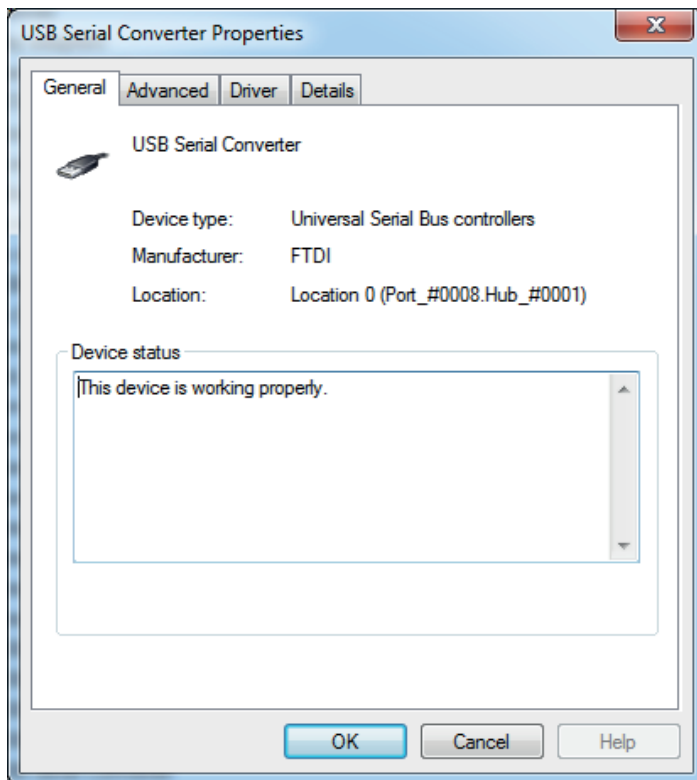 USB Serial Converter Properties
General Advanced Driver Details
USB Serial Converter
Device type: Universal Serial Bus controllers
Manufacturer: FTDI
Location: Location 0 (Port_#0008.Hub_#0001)
Device status
This device is working properly.
OK Cancel Help